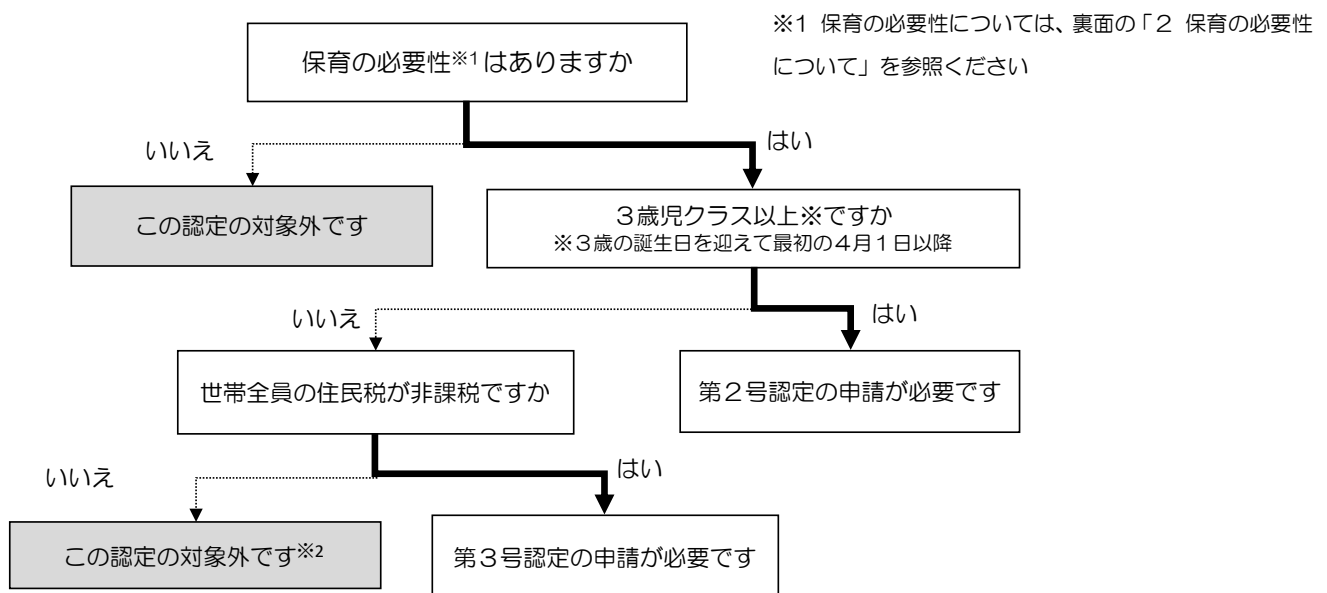 ※1 保育の必要性については、裏面の「２ 保育の必要性
について」を参照ください
保育の必要性※1はありますか
いいえ
はい
この認定の対象外です
３歳児クラス以上※ですか
※３歳の誕生日を迎えて最初の４月１日以降
いいえ
はい
世帯全員の住民税が非課税ですか
第２号認定の申請が必要です
いいえ
はい
この認定の対象外です※2
第３号認定の申請が必要です